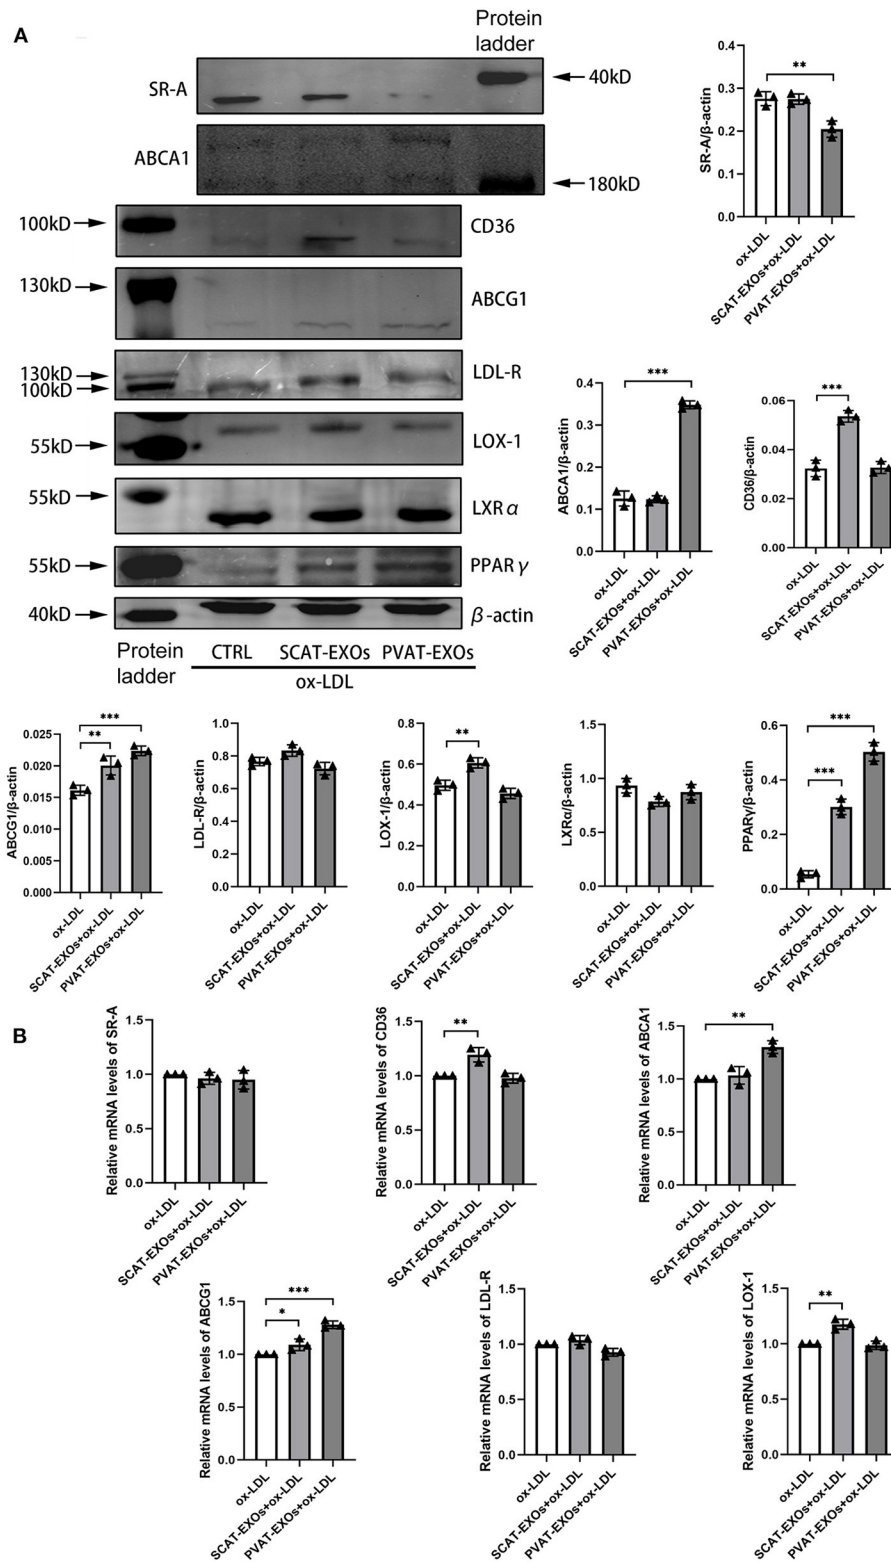 A
Protein
ladder
SR-A
40kD
ABCA1
180kD
100kD
CD36
130kD
ABCG1
130kD
100kD
LDL-R
55kD
LOX-1
55kD
LXRα
55kD
PPARγ
40kD
β-actin
Protein
ladder
CTRL SCAT-EXOs PVAT-EXOs
ox-LDL
SR-A/β-actin
0.4
0.3
0.2
0.1
0.0
**
ox-LDL
SCAT-EXOs+ox-LDL
PVAT-EXOs+ox-LDL
ABCA1/β-actin
0.4
0.3
0.2
0.1
0.0
***
ox-LDL
SCAT-EXOs+ox-LDL
PVAT-EXOs+ox-LDL
CD36/β-actin
0.06
0.04
0.02
0.00
***
ox-LDL
SCAT-EXOs+ox-LDL
PVAT-EXOs+ox-LDL
ABCG1/β-actin
0.025
0.020
0.015
0.010
0.005
0.000
***
**
ox-LDL
SCAT-EXOs+ox-LDL
PVAT-EXOs+ox-LDL
LDL-R/β-actin
1.0
0.8
0.6
0.4
0.2
0.0
ox-LDL
SCAT-EXOs+ox-LDL
PVAT-EXOs+ox-LDL
LOX-1/β-actin
0.8
0.6
0.4
0.2
0.0
**
ox-LDL
SCAT-EXOs+ox-LDL
PVAT-EXOs+ox-LDL
LXRα/β-actin
1.5
1.0
0.5
0.0
ox-LDL
SCAT-EXOs+ox-LDL
PVAT-EXOs+ox-LDL
PPARγ/β-actin
0.6
0.4
0.2
0.0
***
***
ox-LDL
SCAT-EXOs+ox-LDL
PVAT-EXOs+ox-LDL
B
Relative mRNA levels of SR-A
1.5
1.0
0.5
0.0
ox-LDL
SCAT-EXOs+ox-LDL
PVAT-EXOs+ox-LDL
Relative mRNA levels of CD36
1.5
1.0
0.5
0.0
**
ox-LDL
SCAT-EXOs+ox-LDL
PVAT-EXOs+ox-LDL
Relative mRNA levels of ABCA1
1.5
1.0
0.5
0.0
**
ox-LDL
SCAT-EXOs+ox-LDL
PVAT-EXOs+ox-LDL
Relative mRNA levels of ABCG1
1.5
1.0
0.5
0.0
***
*
ox-LDL
SCAT-EXOs+ox-LDL
PVAT-EXOs+ox-LDL
Relative mRNA levels of LDL-R
1.5
1.0
0.5
0.0
ox-LDL
SCAT-EXOs+ox-LDL
PVAT-EXOs+ox-LDL
Relative mRNA levels of LOX-1
1.5
1.0
0.5
0.0
**
ox-LDL
SCAT-EXOs+ox-LDL
PVAT-EXOs+ox-LDL